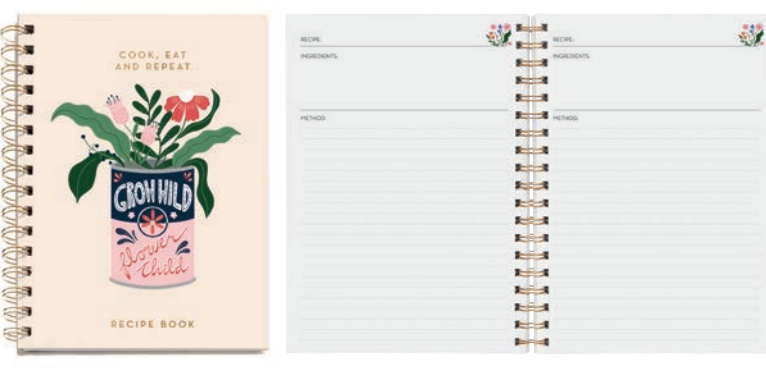 COOK, EAT
AND REPEAT
GROW WILD
flower
child
RECIPE BOOK
RECIPE:
INGREDIENTS:
METHOD:
RECIPE:
INGREDIENTS:
METHOD: